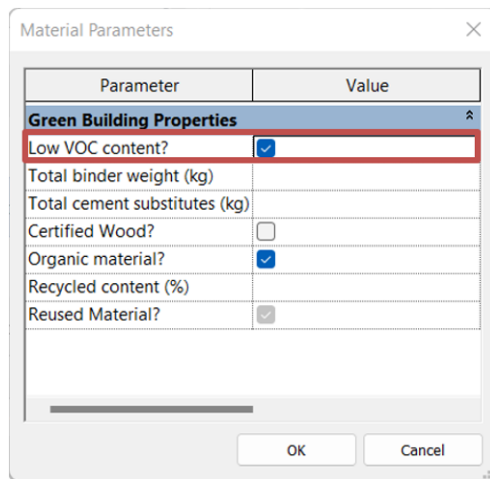 Material Parameters
Parameter Value
Green Building Properties
Low VOC content?
Total binder weight (kg)
Total cement substitutes (kg)
Certified Wood?
Organic material?
Recycled content (%)
Reused Material?
OK Cancel